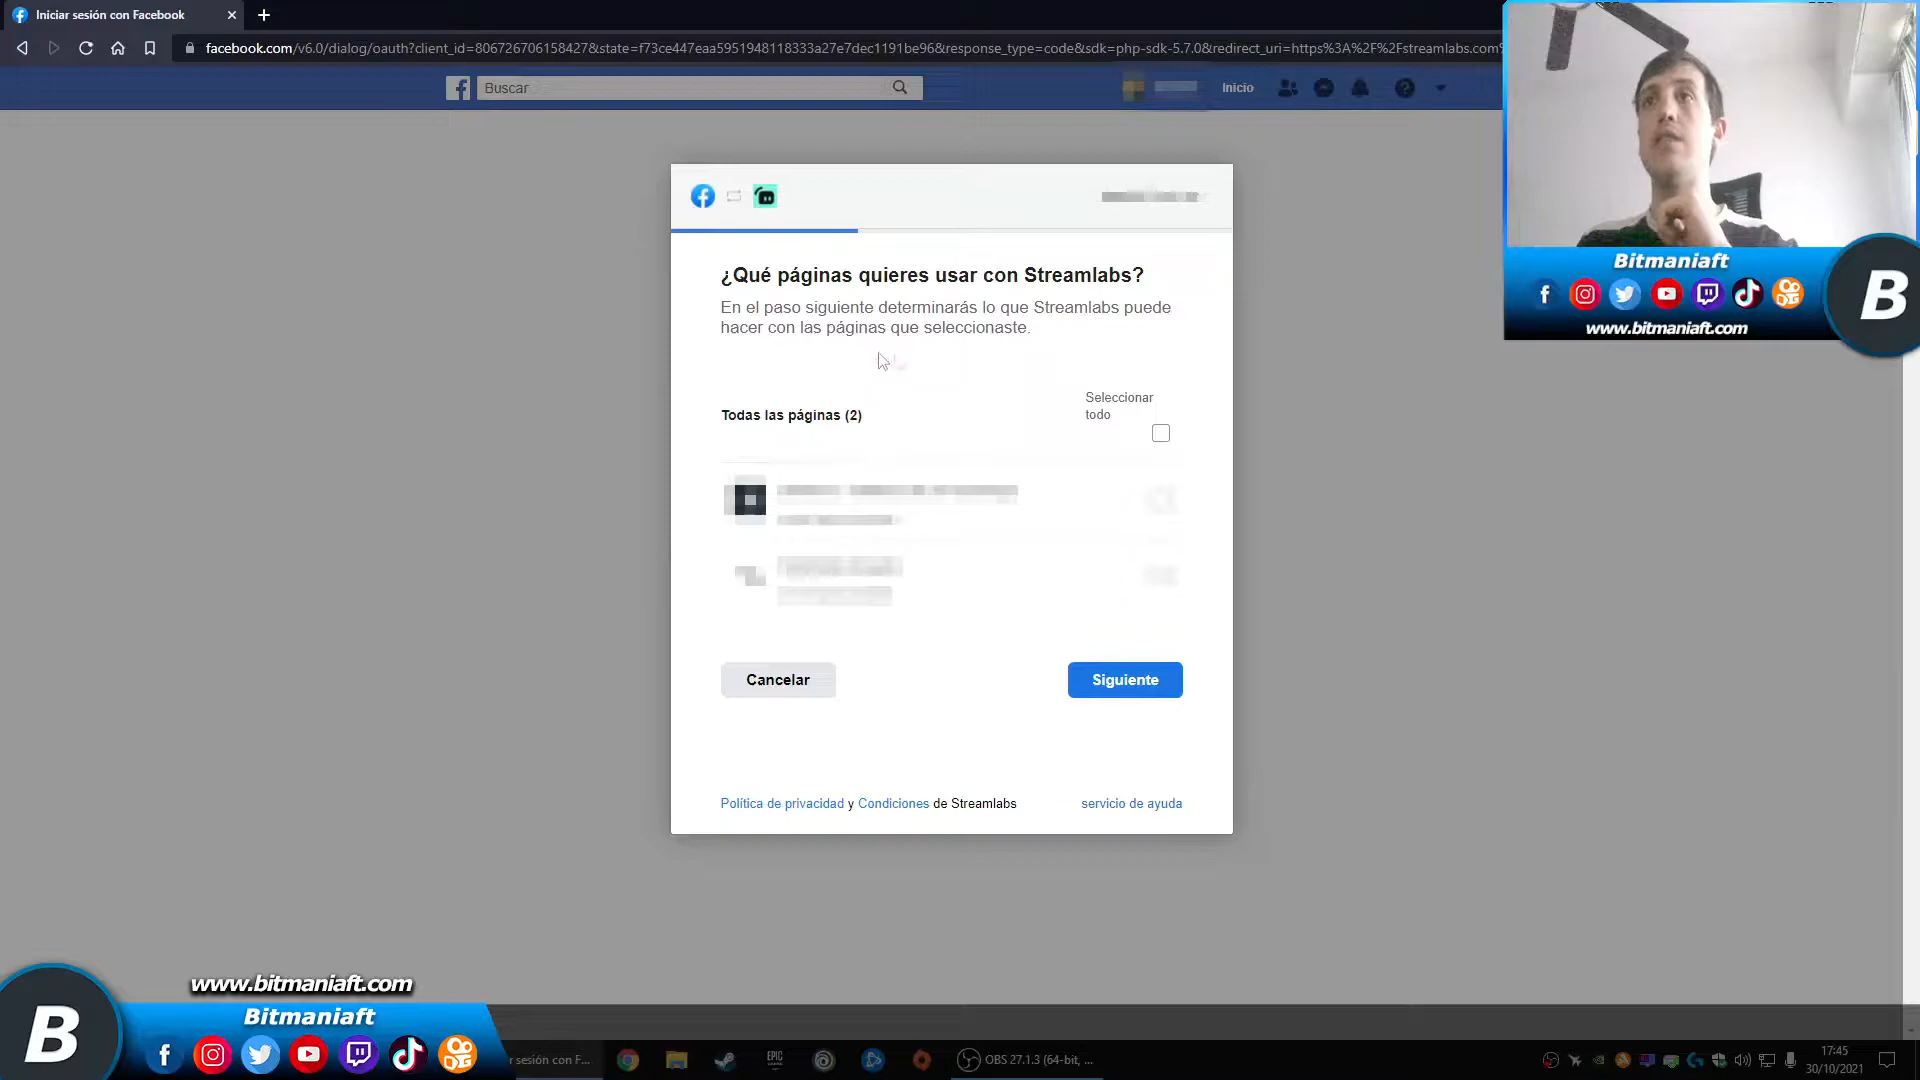 Iniciar sesión con Facebook
facebook.com/v6.0/dialog/oauth?client_id=806726706158427&state=f73ce447eaa5951948118333a27e7dec1191be96&response_type=code&sdk=php-sdk-5.7.0&redirect_uri=https%3A%2F%2Fstreamlabs.com%
Buscar
Inicio
¿Qué páginas quieres usar con Streamlabs?
En el paso siguiente determinarás lo que Streamlabs puede
hacer con las páginas que seleccionaste.
Todas las páginas (2)
Seleccionar
todo
Cancelar
Siguiente
Política de privacidad y Condiciones de Streamlabs
servicio de ayuda
Bitmaniaft
www.bitmaniaft.com
B
www.bitmaniaft.com
Bitmaniaft
B
r sesión con F...
EPIC
OBS 27.1.3 (64-bit, ...
17:45
30/10/2021